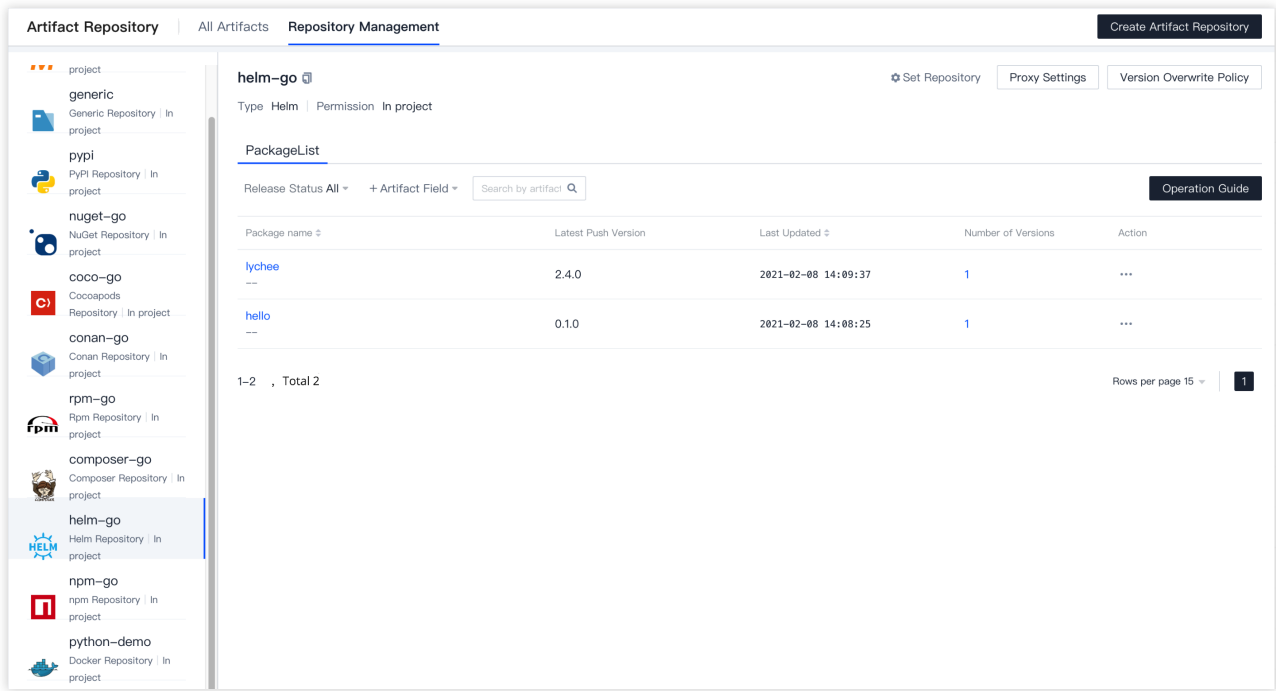 Artifact Repository
All Artifacts
Repository Management
Create Artifact Repository
project
generic
Generic Repository | In
project
pypi
PyPI Repository | In
project
nuget-go
NuGet Repository | In
project
coco-go
Cocoapods
Repository | In project
conan-go
Conan Repository | In
project
rpm-go
Rpm Repository | In
project
rpm
composer-go
Composer Repository | In
project
helm-go
Helm Repository | In
project
HELM
npm-go
npm Repository | In
project
python-demo
Docker Repository | In
project
helm-go
Set Repository
Proxy Settings
Version Overwrite Policy
Type Helm | Permission In project
PackageList
Release Status All
+ Artifact Field
Search by artifact
Operation Guide
Package name
Latest Push Version
Last Updated
Number of Versions
Action
lychee
--
2.4.0
2021-02-08 14:09:37
1
...
hello
--
0.1.0
2021-02-08 14:08:25
1
...
1-2 , Total 2
Rows per page 15
1